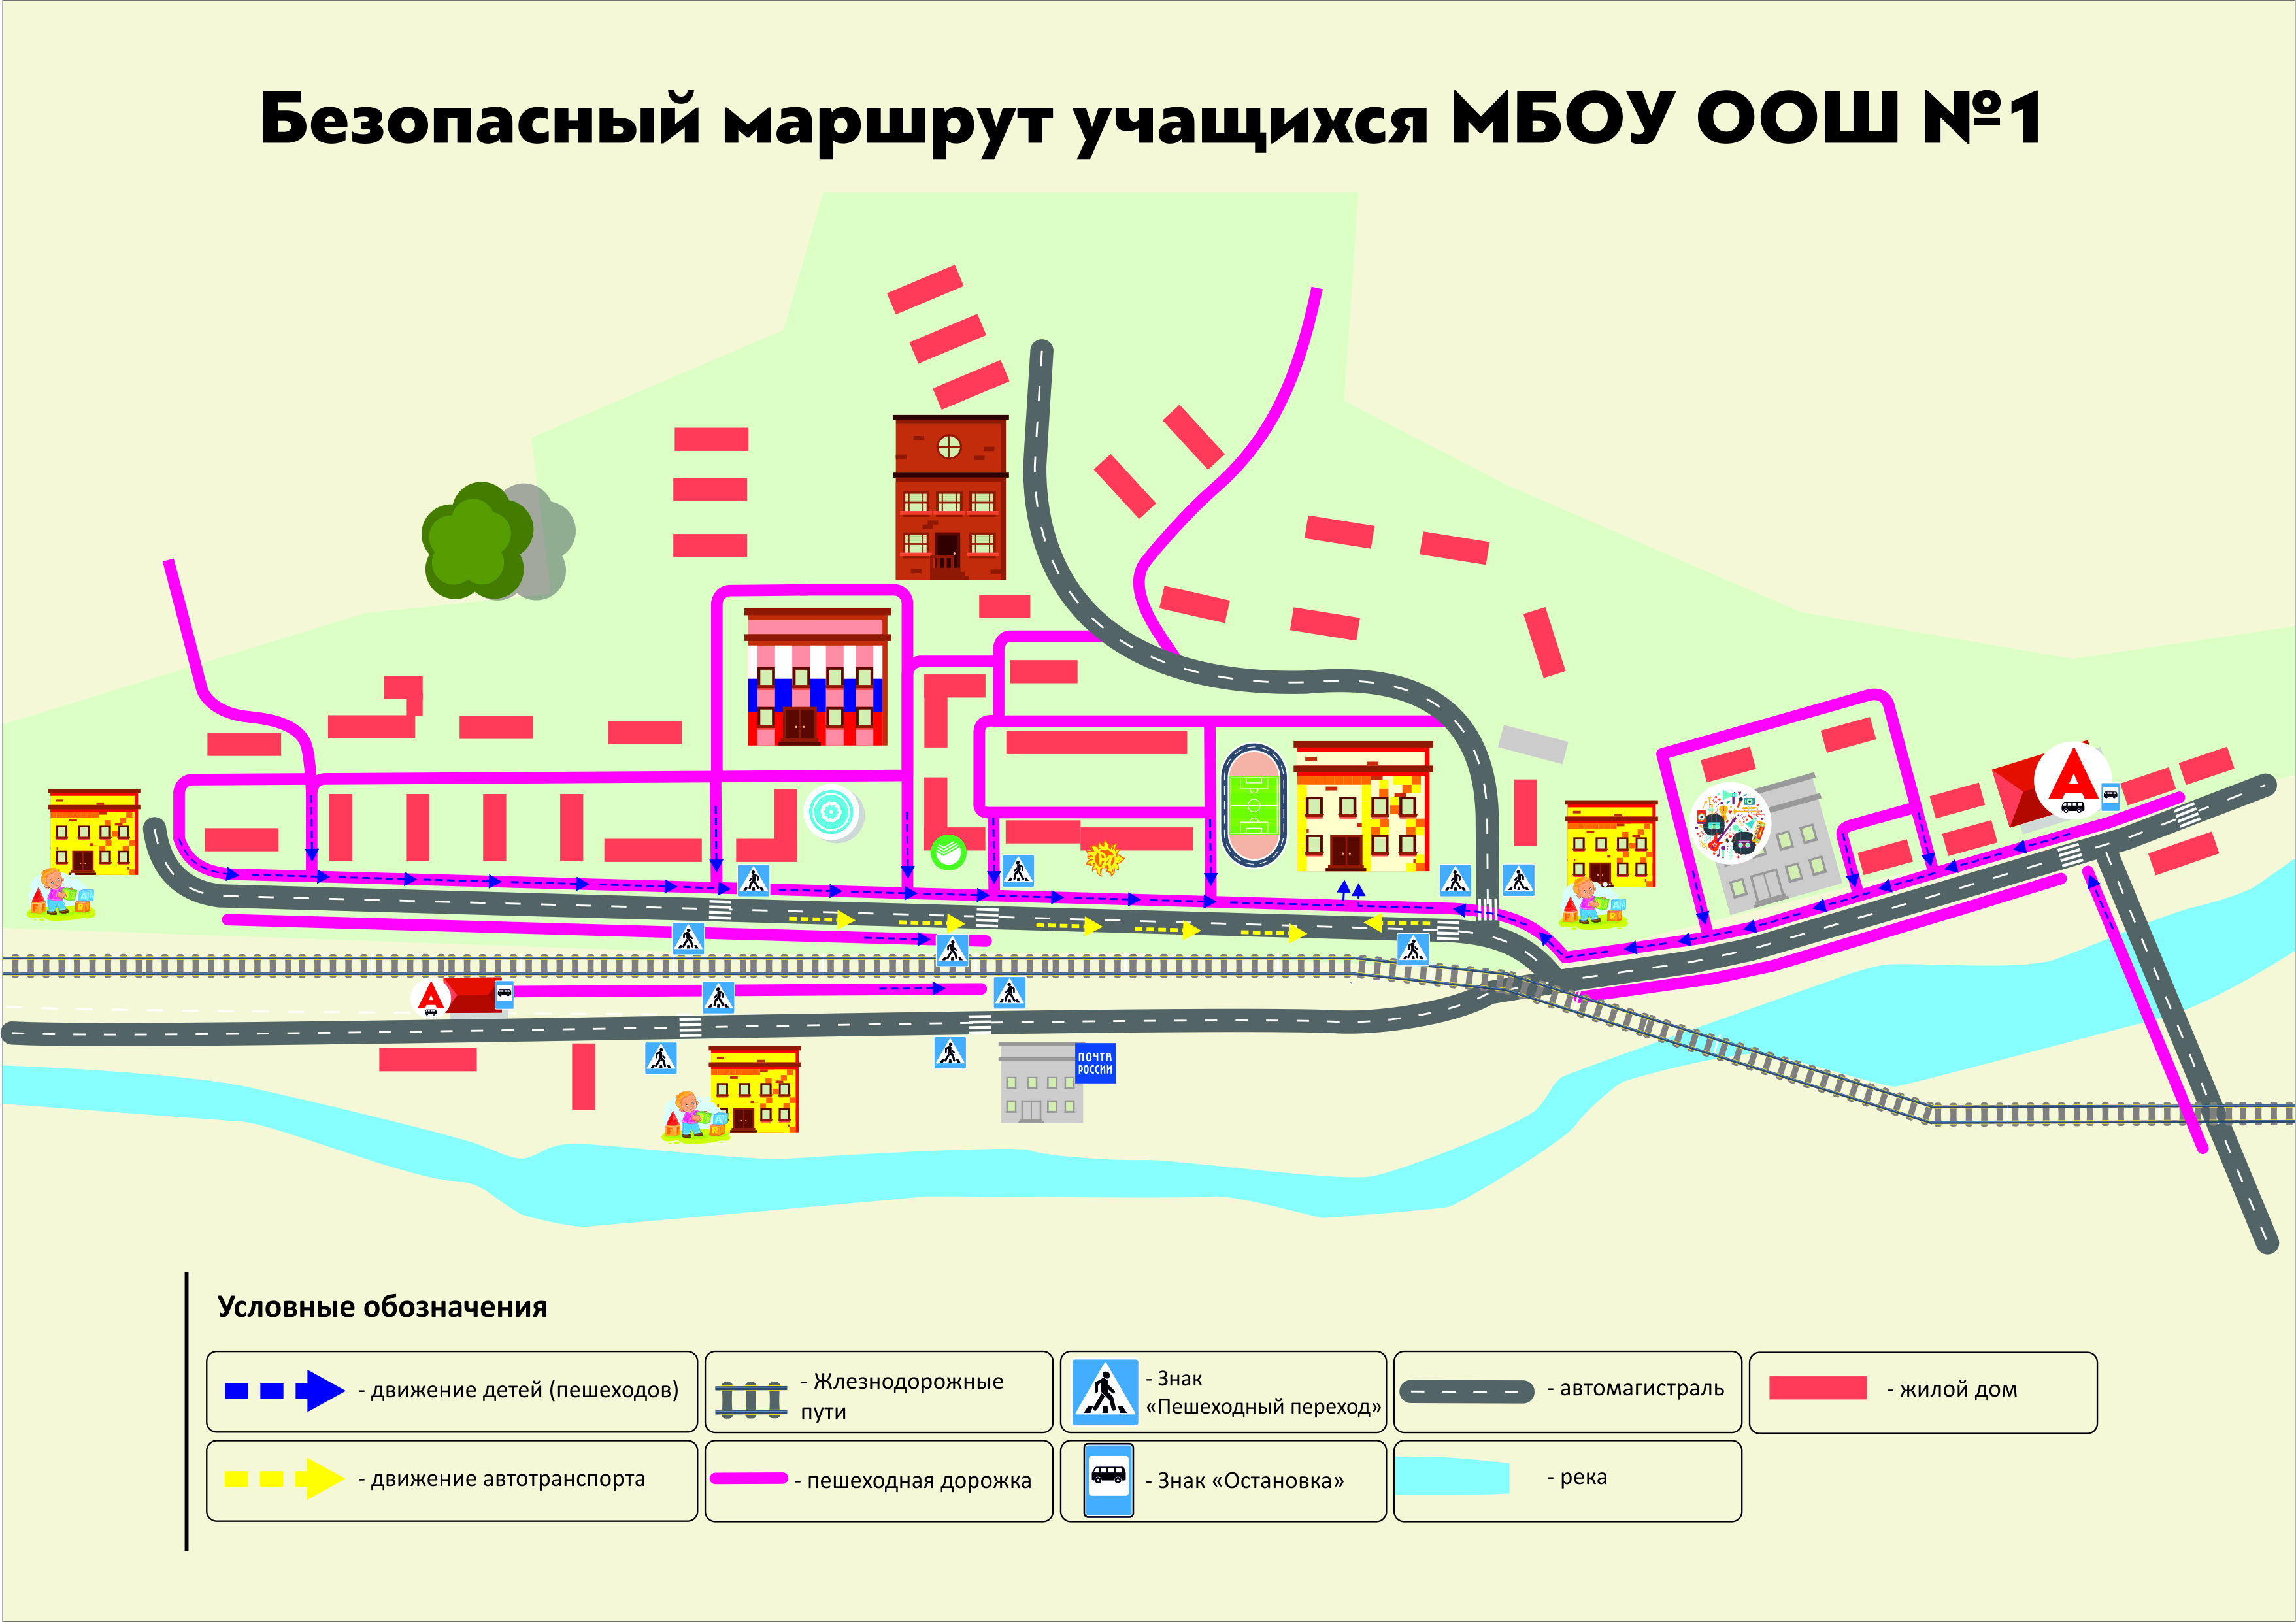 Безопасный маршрут учащихся МБОУ ООШ №1
А
А
ПОЧТА
РОССИИ
Условные обозначения
- движение детей (пешеходов)
- Жлезнодорожные
пути
- Знак
«Пешеходный переход»
- автомагистраль
- жилой дом
- движение автотранспорта
- пешеходная дорожка
- Знак «Остановка»
- река